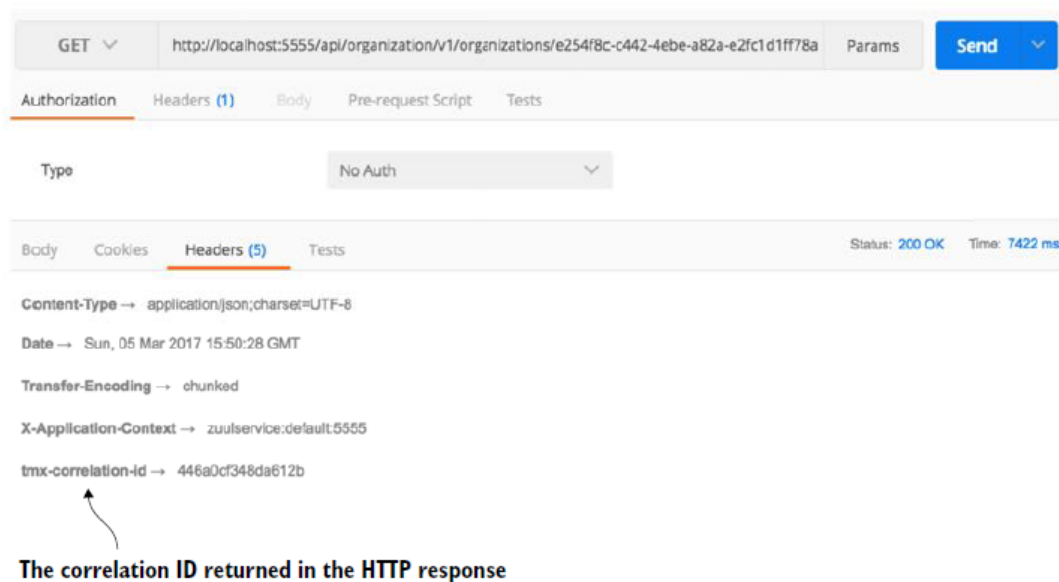 GET http://localhost:5555/api/organization/v1/organizations/e254f8c-c442-4ebe-a82a-e2fc1d1ff78a Params Send
Authorization Headers (1) Body Pre-request Script Tests
Type No Auth
Body Cookies Headers (5) Tests Status: 200 OK Time: 7422 ms
Content-Type → application/json;charset=UTF-8
Date → Sun, 05 Mar 2017 15:50:28 GMT
Transfer-Encoding → chunked
X-Application-Context → zuulservice:default:5555
tmx-correlation-id → 446a0cf348da612b
The correlation ID returned in the HTTP response